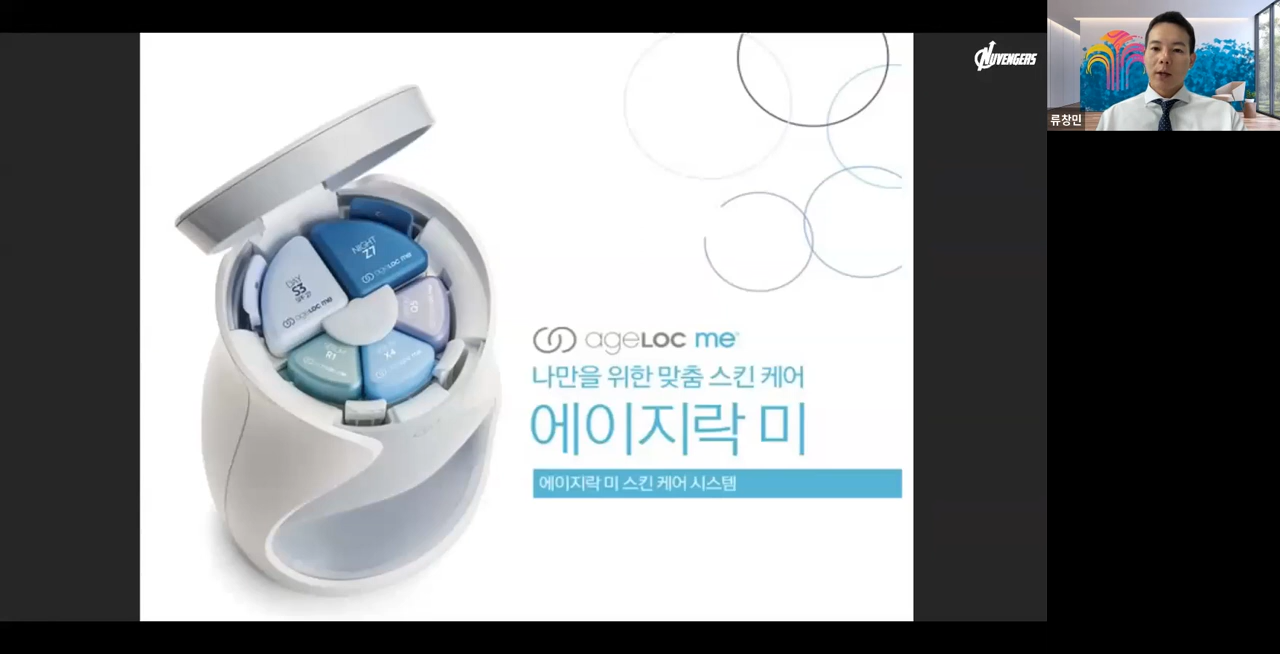 NUVENGERS
류창민
NIGHT
Z7
ageLOC me
DAY
S3
SPF 21
ageLOC me
R1
X4
ageLOC me
나만을 위한 맞춤 스킨 케어
에이지락 미
에이지락 미 스킨 케어 시스템